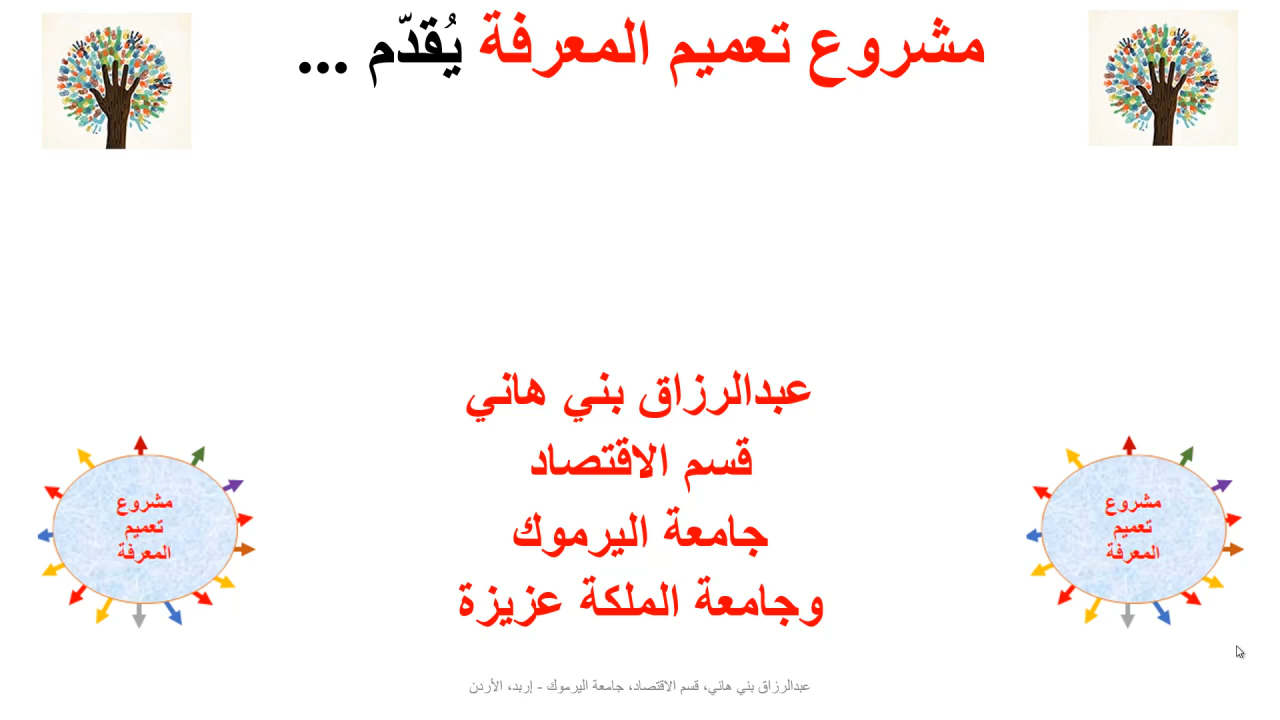 مشروع تعميم المعرفة يُقدّم ...
عبدالرزاق بني هاني
قسم الاقتصاد
جامعة اليرموك
وجامعة الملكة عزيزة
مشروع
تعميم
المعرفة
مشروع
تعميم
المعرفة
عبدالرزاق بني هاني، قسم الاقتصاد، جامعة اليرموك - إربد، الأردن